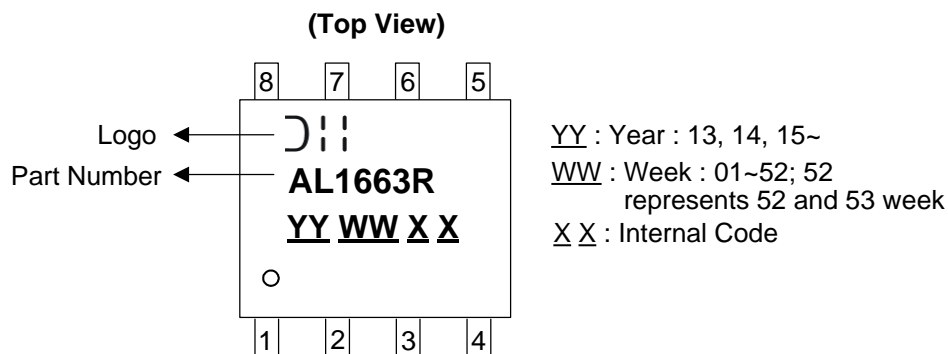 (Top View)
8 7 6 5
Logo
Part Number
AL1663R
YY WW X X
1 2 3 4
YY : Year : 13, 14, 15~
WW : Week : 01~52; 52
represents 52 and 53 week
X X : Internal Code